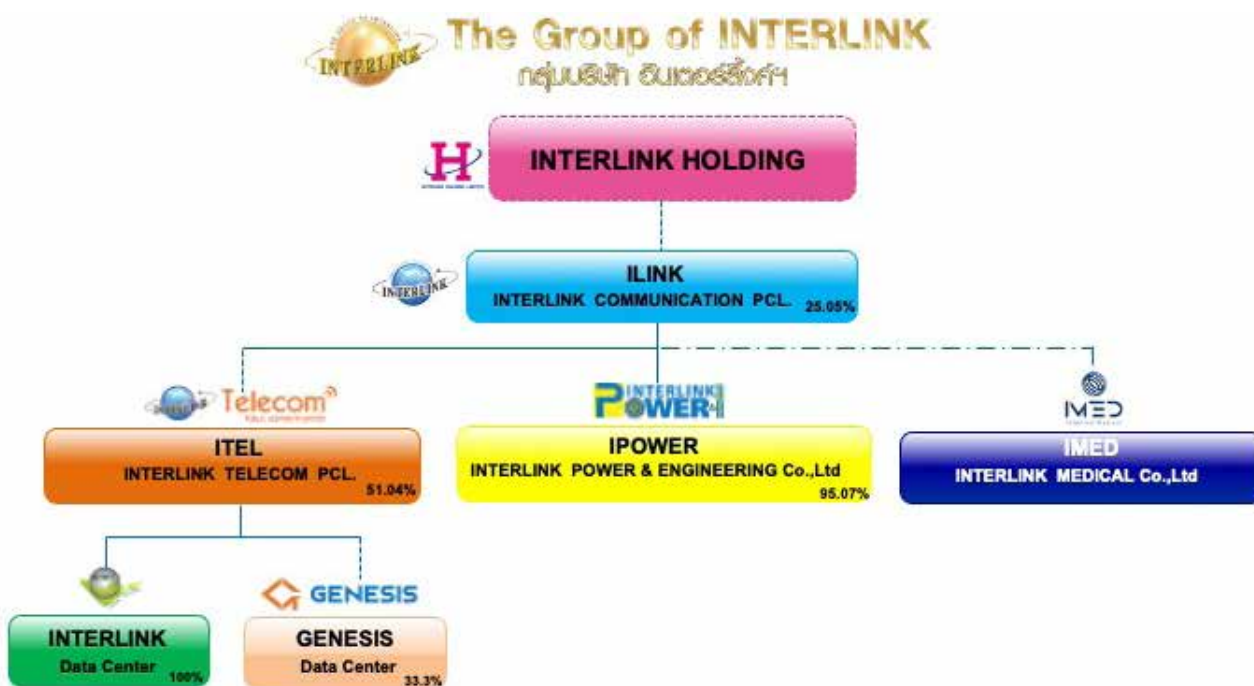 The Group of INTERLINK
INTERLINK
กลุ่มบริษัท อินเตอร์ลิ้งค์ฯ
H
INTERLINK HOLDING LIMITED
INTERLINK HOLDING
ILINK
INTERLINK
INTERLINK COMMUNICATION PCL. 25.05%
Telecom
INTERLINK
POWER
IMED
ITEL
INTERLINK TELECOM PCL.
51.04%
IPOWER
INTERLINK POWER & ENGINEERING Co.,Ltd
95.07%
IMED
INTERLINK MEDICAL Co.,Ltd
GENESIS
INTERLINK
Data Center 100%
GENESIS
Data Center
33.3%